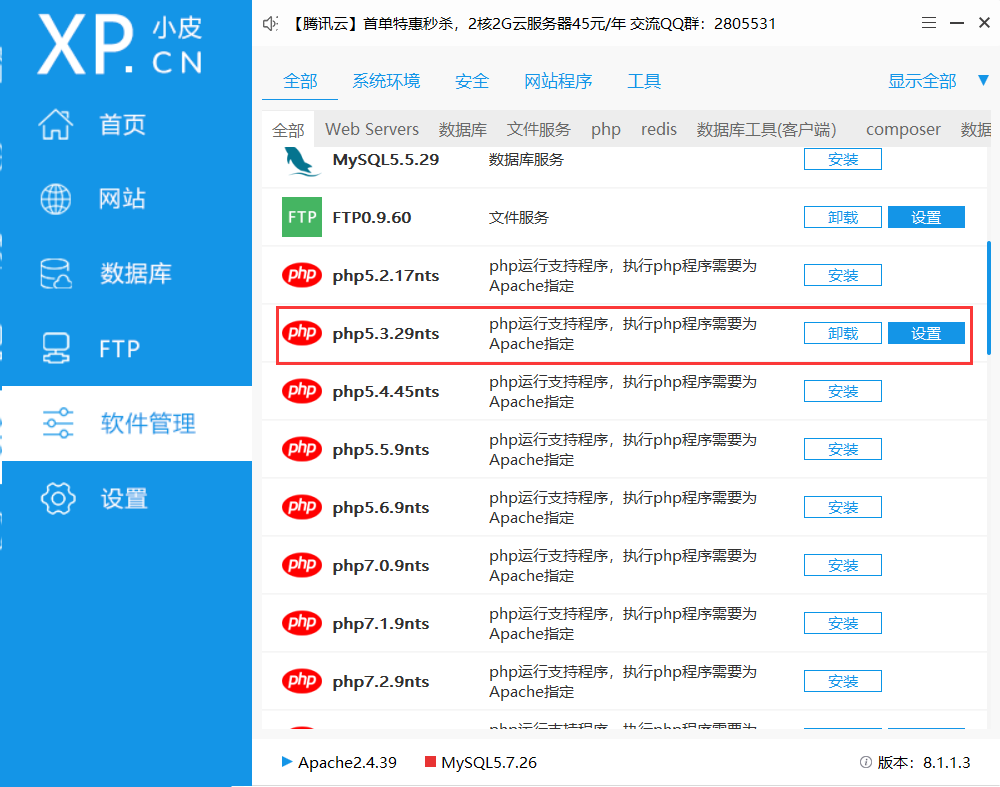 XP.CN 小皮
【腾讯云】首单特惠秒杀，2核2G云服务器45元/年 交流QQ群：2805531
首页
网站
数据库
FTP
软件管理
设置
全部 系统环境 安全 网站程序 工具 显示全部
全部 Web Servers 数据库 文件服务 php redis 数据库工具(客户端) composer 数据
MySQL5.5.29 数据库服务 安装
FTP FTP0.9.60 文件服务 卸载 设置
php php5.2.17nts php运行支持程序，执行php程序需要为 安装
Apache指定
php php5.3.29nts php运行支持程序，执行php程序需要为 卸载 设置
Apache指定
php php5.4.45nts php运行支持程序，执行php程序需要为 安装
Apache指定
php php5.5.9nts php运行支持程序，执行php程序需要为 安装
Apache指定
php php5.6.9nts php运行支持程序，执行php程序需要为 安装
Apache指定
php php7.0.9nts php运行支持程序，执行php程序需要为 安装
Apache指定
php php7.1.9nts php运行支持程序，执行php程序需要为 安装
Apache指定
php php7.2.9nts php运行支持程序，执行php程序需要为 安装
Apache指定
Apache2.4.39 MySQL5.7.26 版本：8.1.1.3